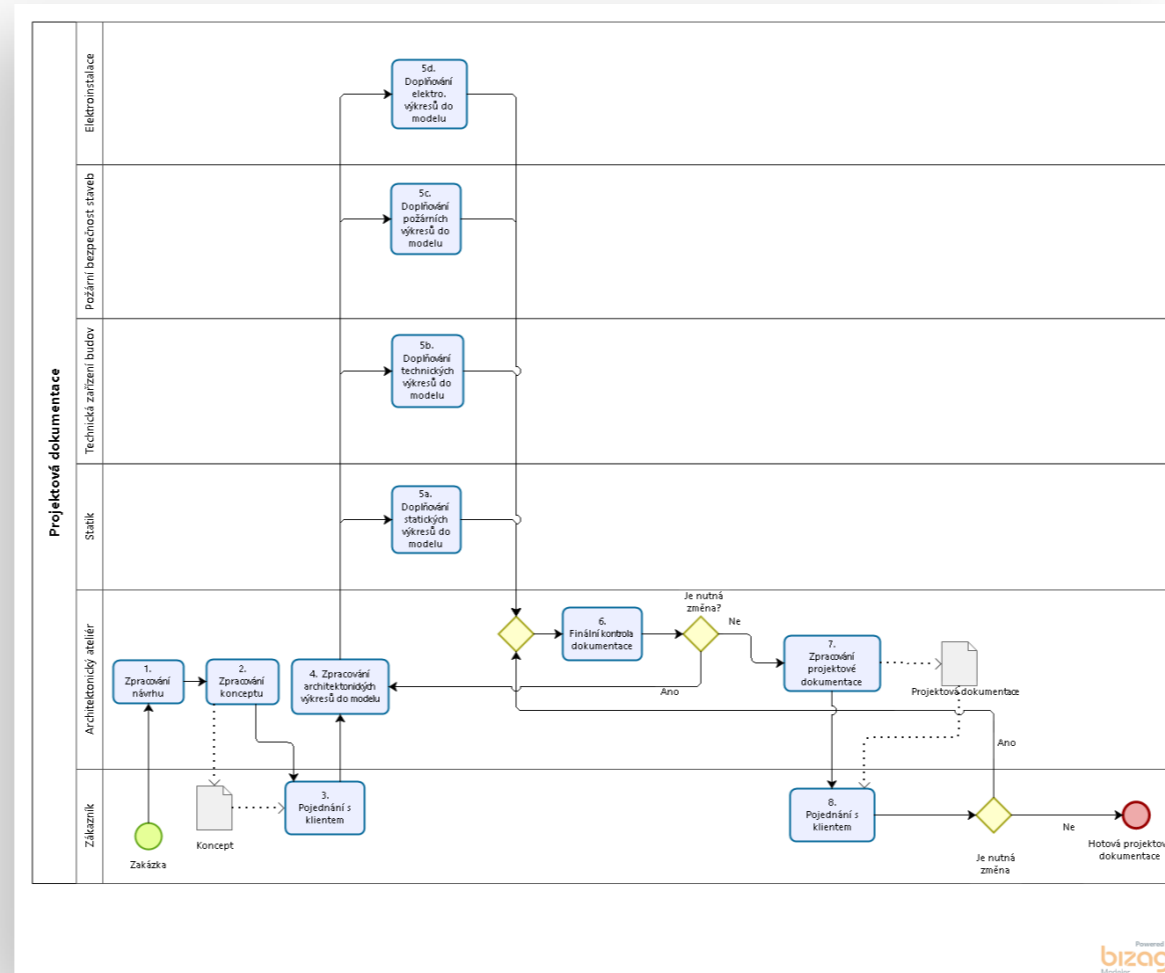 Projektová dokumentace
Elektroinstalace
5d.
Doplňování
elektro.
výkresů do
modelu
Požární bezpečnost staveb
5c.
Doplňování
požárních
výkresů do
modelu
Technická zařízení budov
5b.
Doplňování
technických
výkresů do
modelu
Statik
5a.
Doplňování
statických
výkresů do
modelu
Architektonický ateliér
1.
Zpracování
návrhu
2.
Zpracování
konceptu
4. Zpracování
architektonických
výkresů do modelu
6.
Finální kontrola
dokumentace
Je nutná
změna?
Ne
Ano
7.
Zpracování
projektové
dokumentace
Projektová dokumentace
Ano
Zákazník
Zakázka
Koncept
3.
Pojednání s
klientem
8.
Pojednání s
klientem
Je nutná
změna
Ne
Hotová projektov
dokumentace
Powered
bizag
Modeler